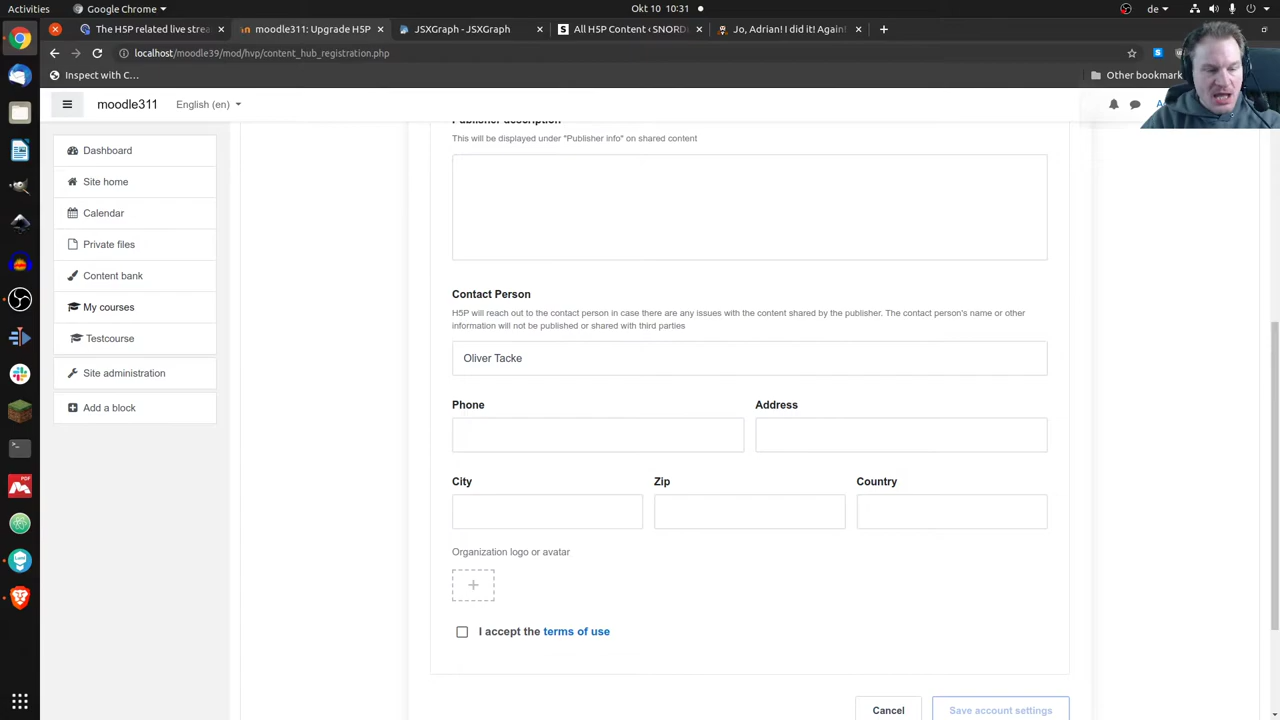 Activities
Google Chrome
Okt 10 10:31
de
The H5P related live strea
moodle311: Upgrade H5P
JSXGraph - JSXGraph
All H5P Content ‹ SNORD
Jo, Adrian! I did it! Again!
localhost/moodle39/mod/hvp/content_hub_registration.php
Inspect with C...
Other bookmark
moodle311
English (en)
Dashboard
Site home
Calendar
Private files
Content bank
My courses
Testcourse
Site administration
Add a block
Publisher description
This will be displayed under "Publisher info" on shared content
Contact Person
H5P will reach out to the contact person in case there are any issues with the content shared by the publisher. The contact person's name or other
information will not be published or shared with third parties
Oliver Tacke
Phone
Address
City
Zip
Country
Organization logo or avatar
I accept the terms of use
Cancel
Save account settings